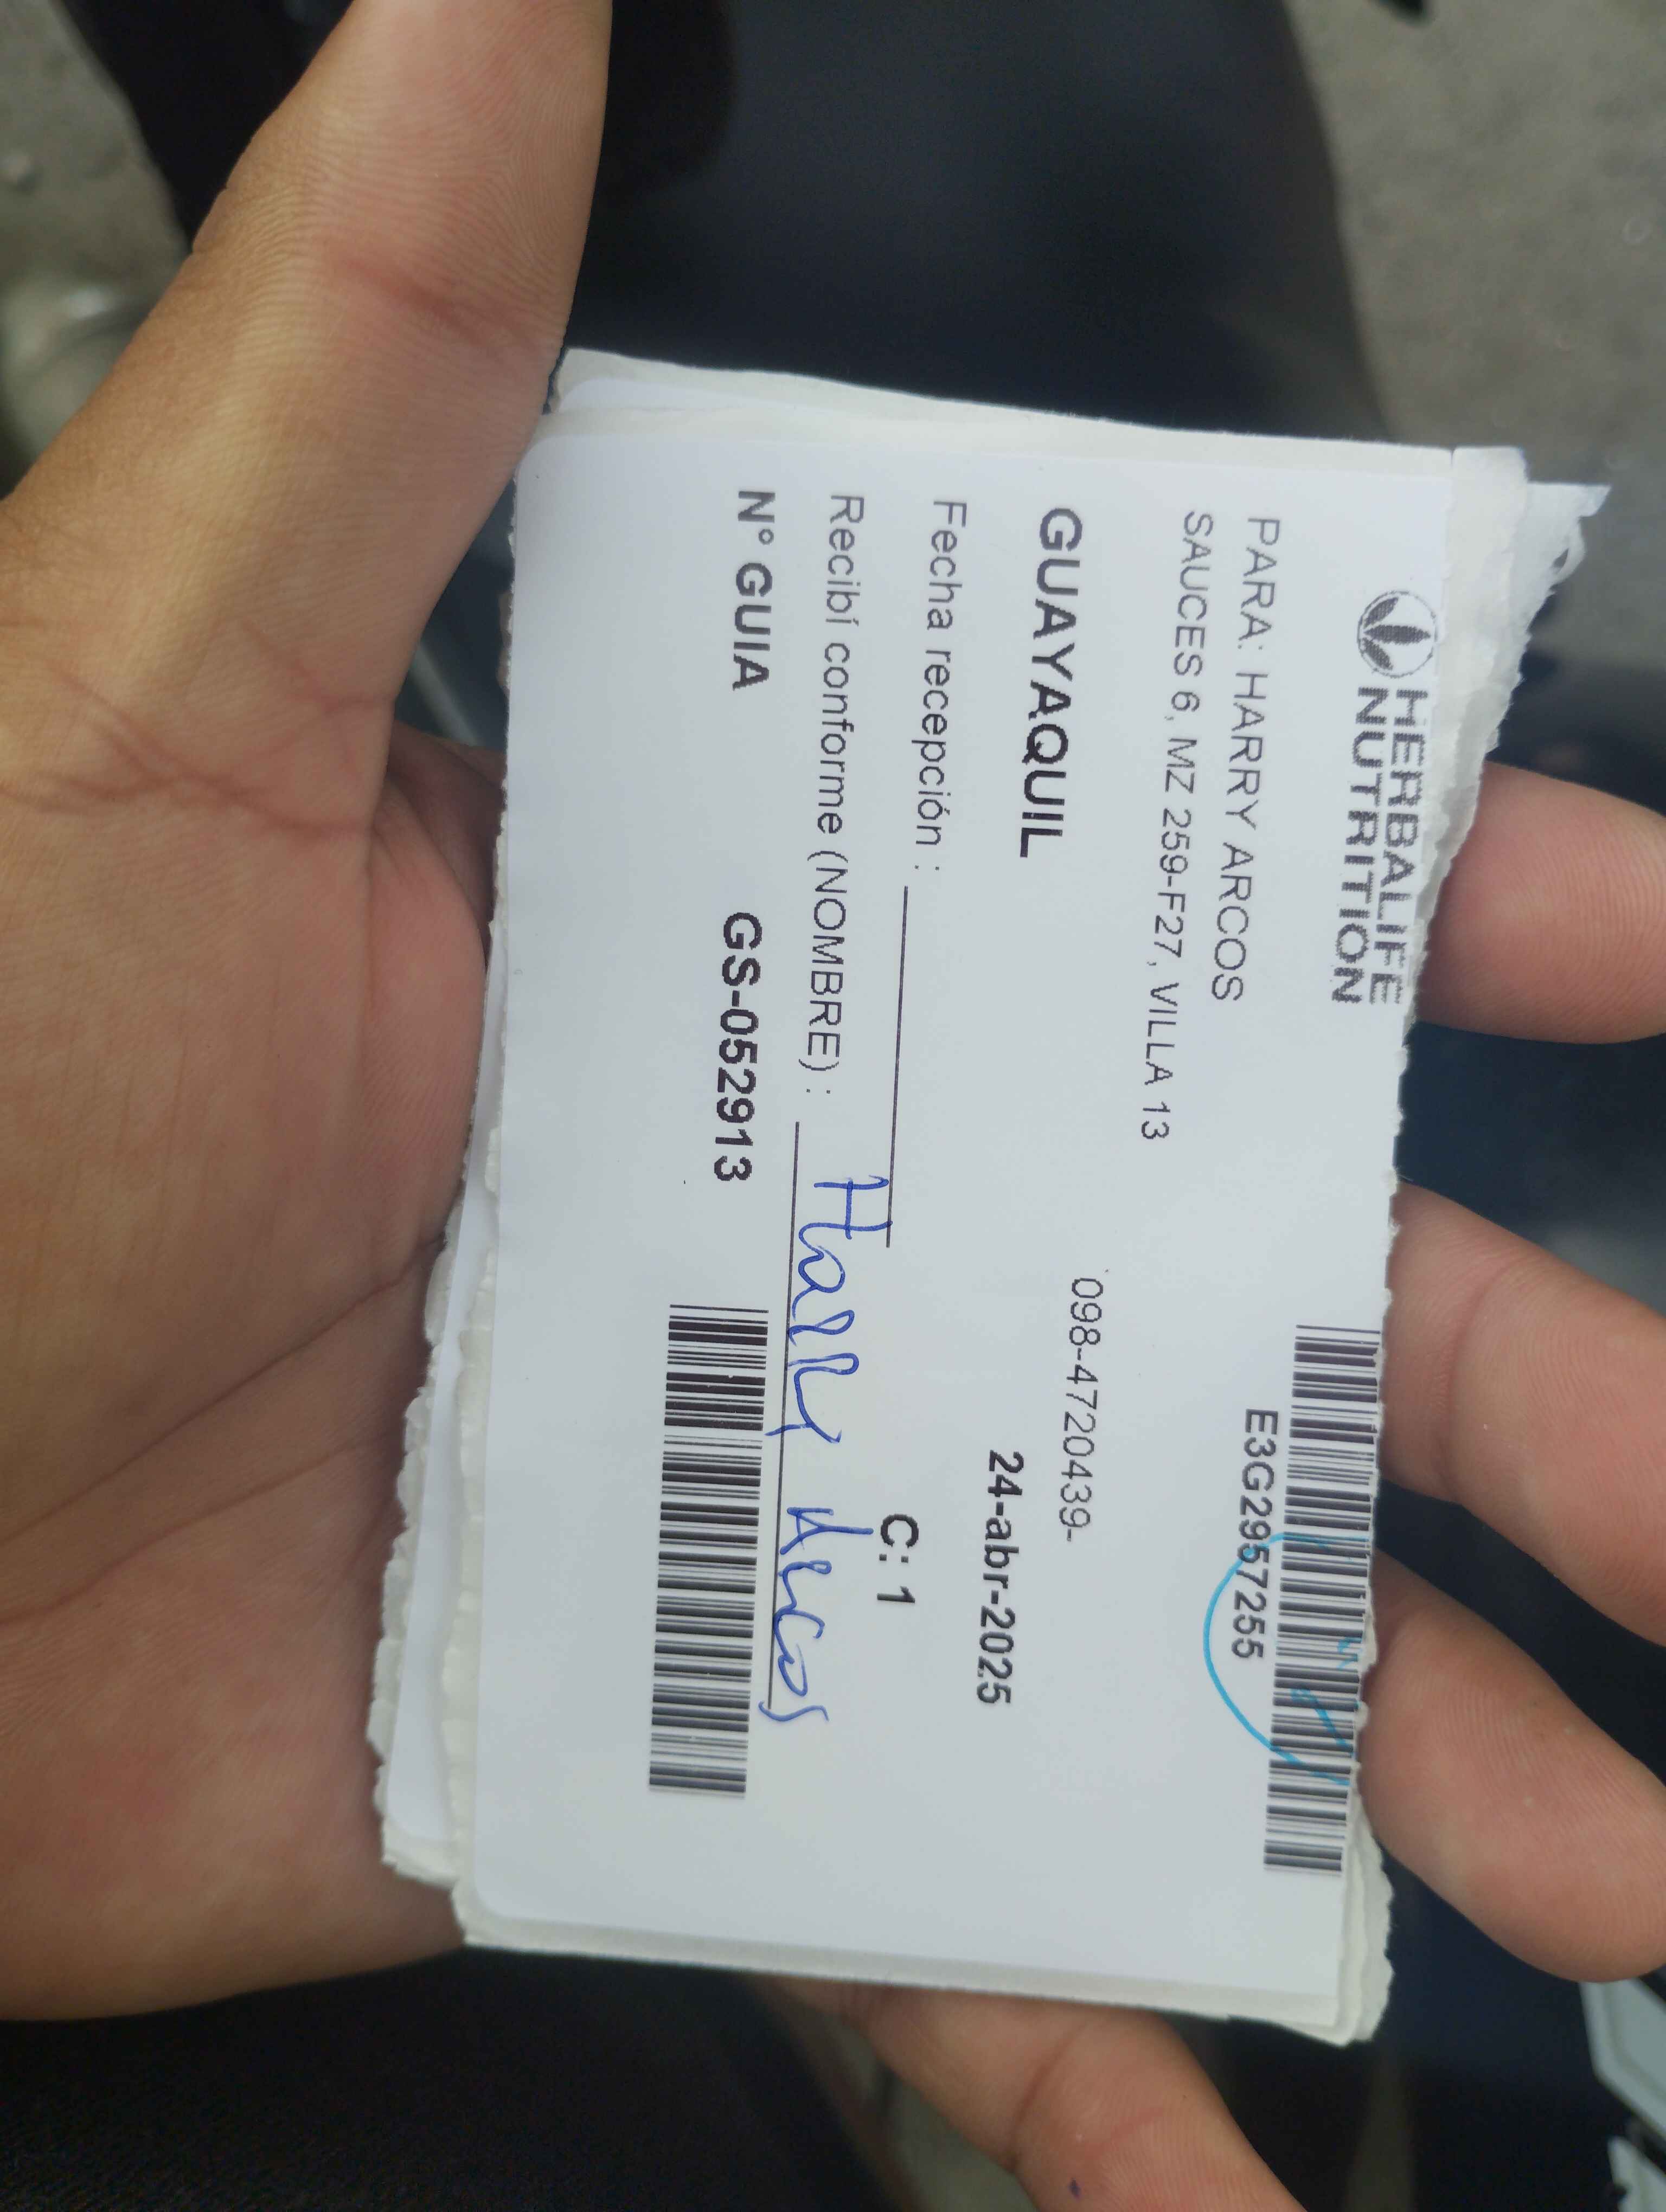 HERBALIFE
NUTRITION
E3G2957255
PARA: HARRY ARCOS
SAUCES 6, MZ 259-F27, VILLA 13
098-4720439-
GUAYAQUIL
24-abr-2025
Fecha recepción :
C: 1
Recibí conforme (NOMBRE) : Harry Arcos
N° GUIA GS-052913